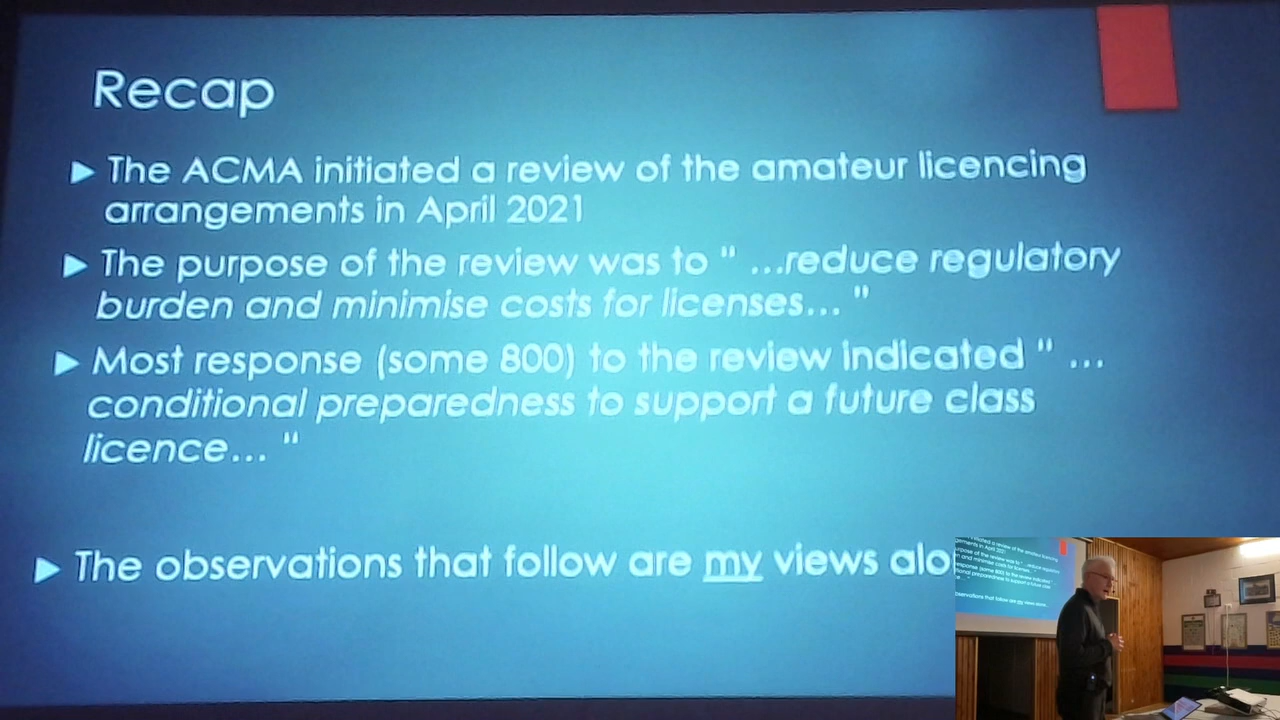 Recap
► The ACMA initiated a review of the amateur licencing
arrangements in April 2021
► The purpose of the review was to " ...reduce regulatory
burden and minimise costs for licenses... "
► Most response (some 800) to the review indicated " ...
conditional preparedness to support a future class
licence... "
► The observations that follow are my views